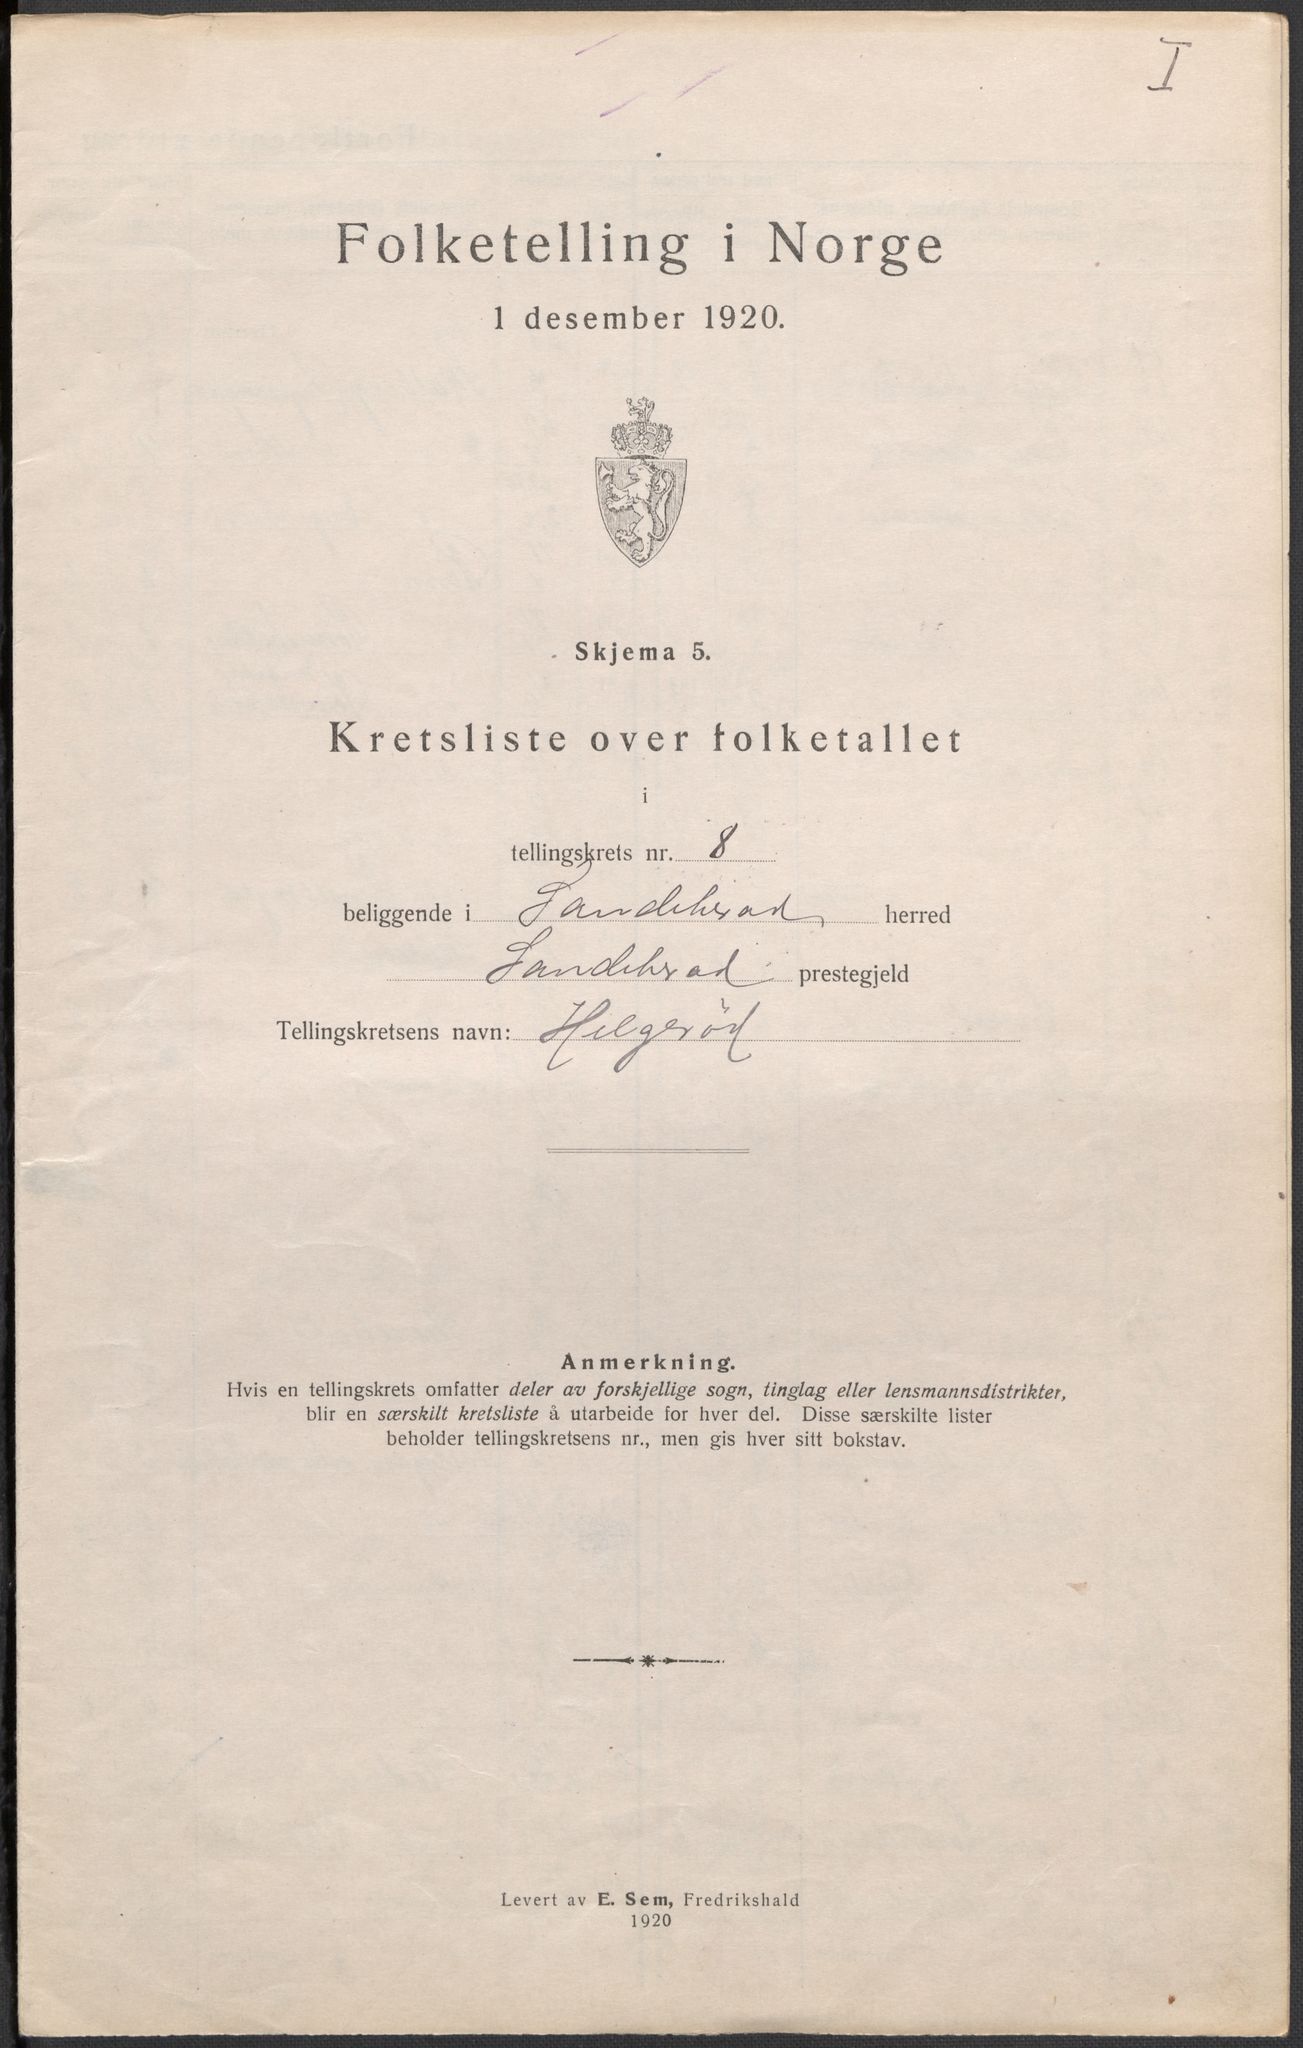 I
Folketelling i Norge
1 desember 1920.
Skjema 5.
Kretsliste over folketallet
i
tellingskrets nr. 8
beliggende i Sandeherad herred
Sandeherad prestegjeld
Tellingskretsens navn: Helgerød
Anmerkning.
Hvis en tellingskrets omfatter deler av forskjellige sogn, tinglag eller lensmannsdistrikter,
blir en særskilt kretsliste å utarbeide for hver del. Disse særskilte lister
beholder tellingskretsens nr., men gis hver sitt bokstav.
Levert av E. Sem, Fredrikshald
1920